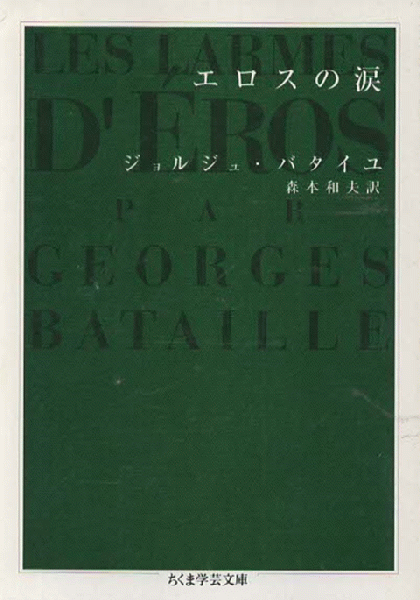 LES LARMES
エロスの涙
D'ÉROS
ジョルジュ・バタイユ
森本和夫訳
PAR
GEORGES
BATAILLE
ちくま学芸文庫